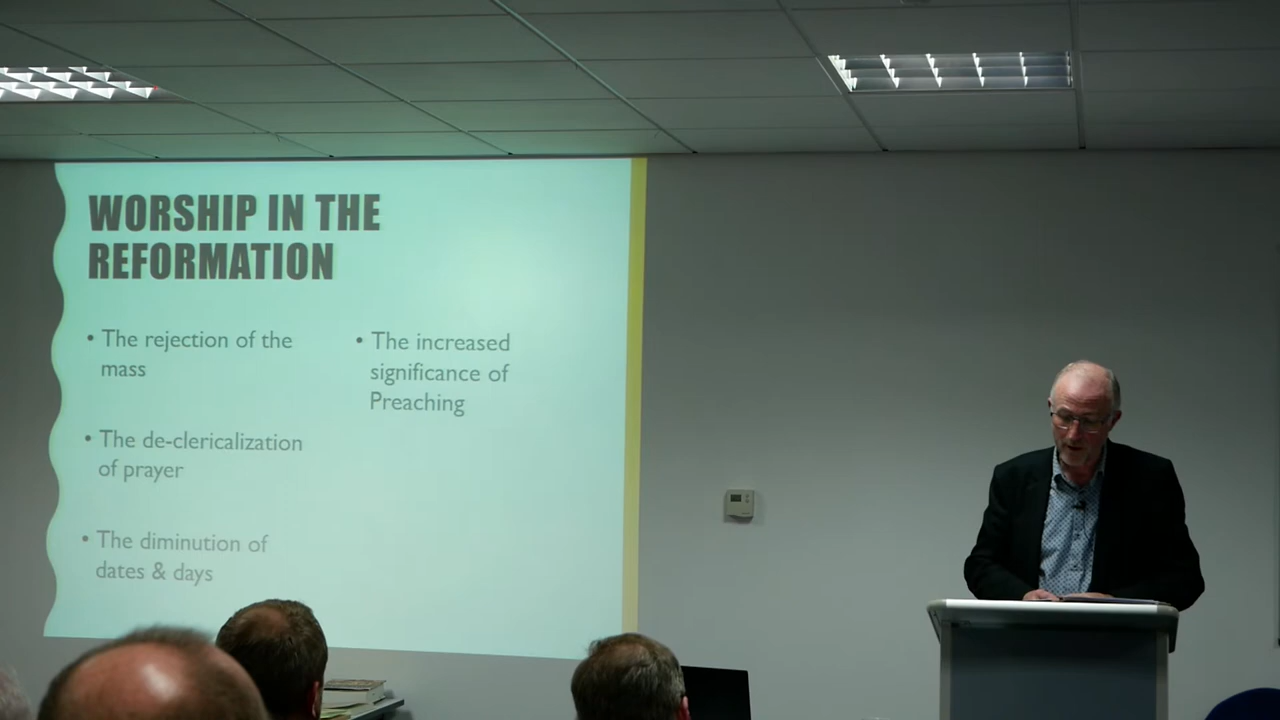 WORSHIP IN THE
REFORMATION
• The rejection of the
mass
• The de-clericalization
of prayer
• The diminution of
dates & days
• The increased
significance of
Preaching